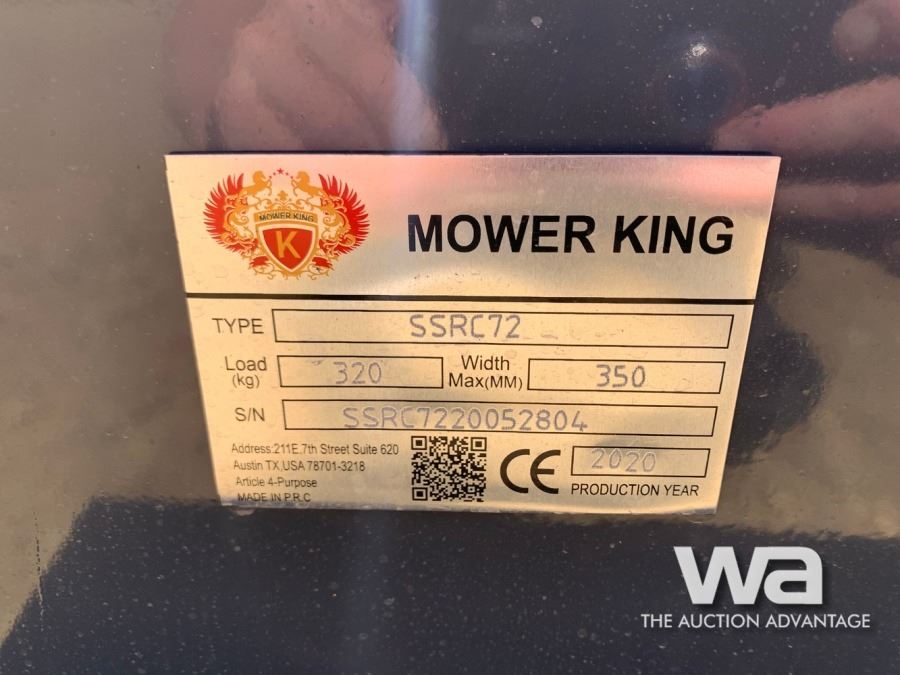 MOWER KING
K
MOWER KING
TYPE SSRC72
Load (kg) 320 Width Max(MM) 350
S/N SSRC7220052804
Address:211E.7th Street Suite 620
Austin TX,USA 78701-3218
Article 4-Purpose
MADE IN P.R.C
CE
2020
PRODUCTION YEAR
wa
THE AUCTION ADVANTAGE